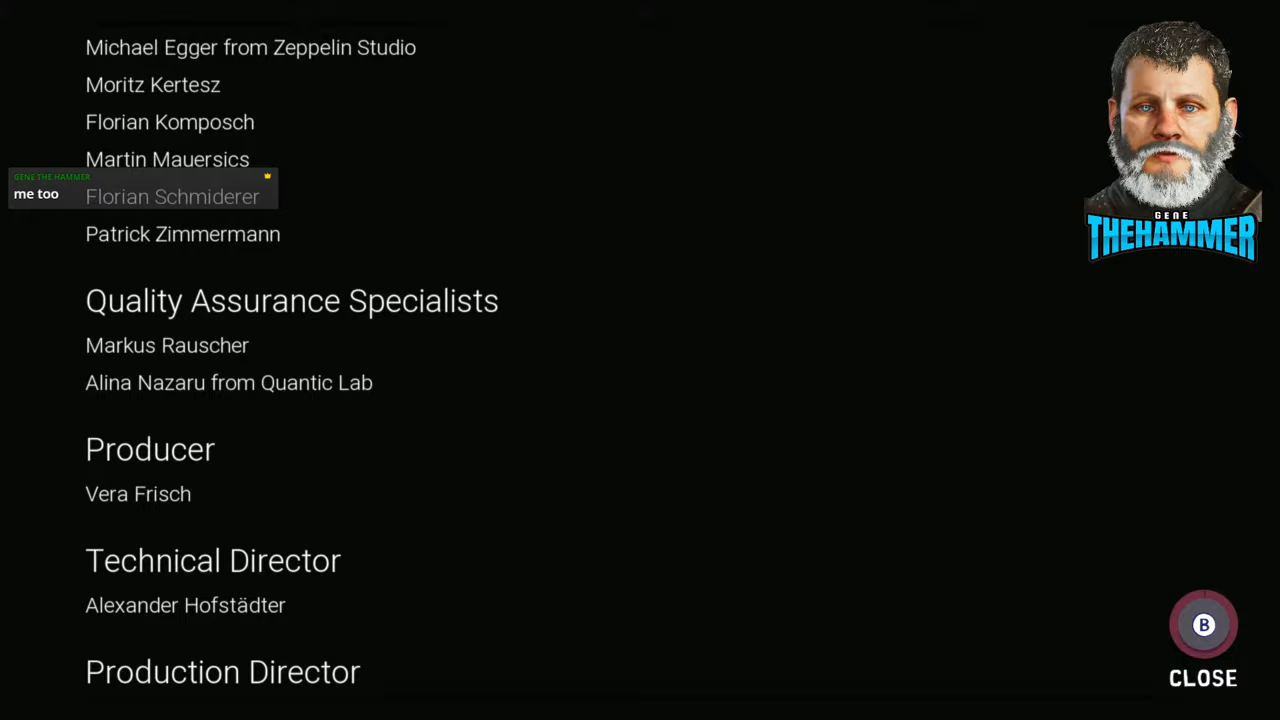 Michael Egger from Zeppelin Studio
Moritz Kertesz
Florian Komposch
Martin Mauersics
GENE THE HAMMER
me too
Florian Schmiderer
Patrick Zimmermann
Quality Assurance Specialists
Markus Rauscher
Alina Nazaru from Quantic Lab
Producer
Vera Frisch
Technical Director
Alexander Hofstädter
Production Director
GENE
THEHAMMER
B
CLOSE